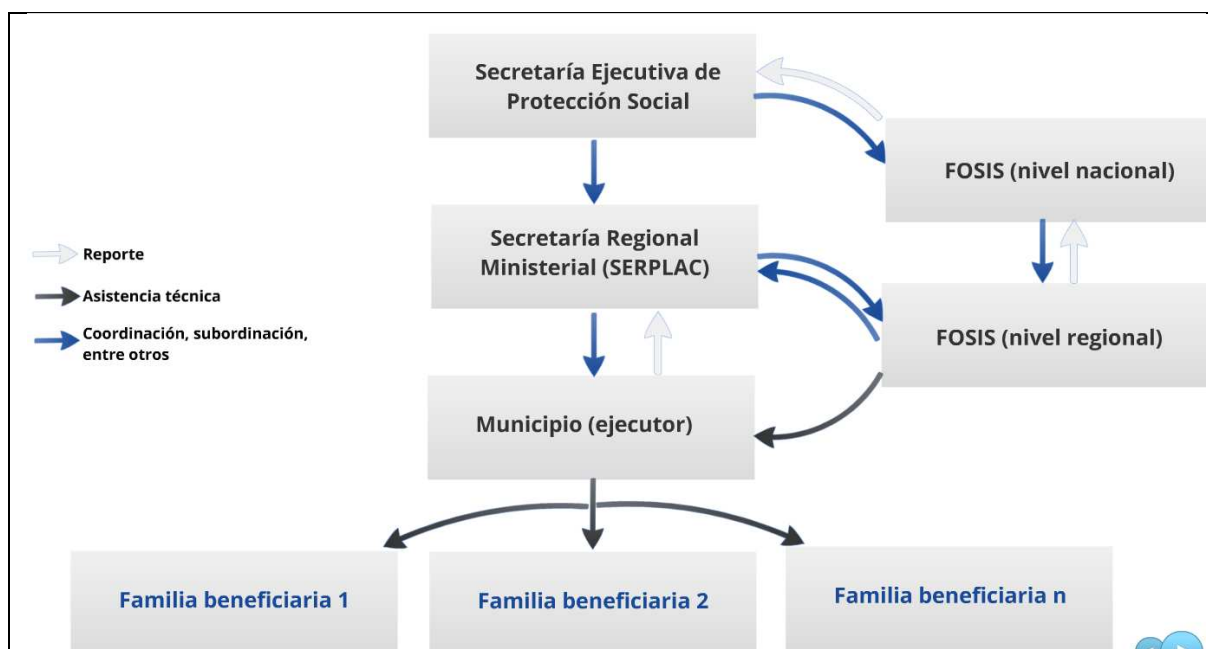 Secretaría Ejecutiva de
Protección Social
FOSIS (nivel nacional)
Secretaría Regional
Ministerial (SERPLAC)
Reporte
Asistencia técnica
Coordinación, subordinación,
entre otros
FOSIS (nivel regional)
Municipio (ejecutor)
Familia beneficiaria 1
Familia beneficiaria 2
Familia beneficiaria n